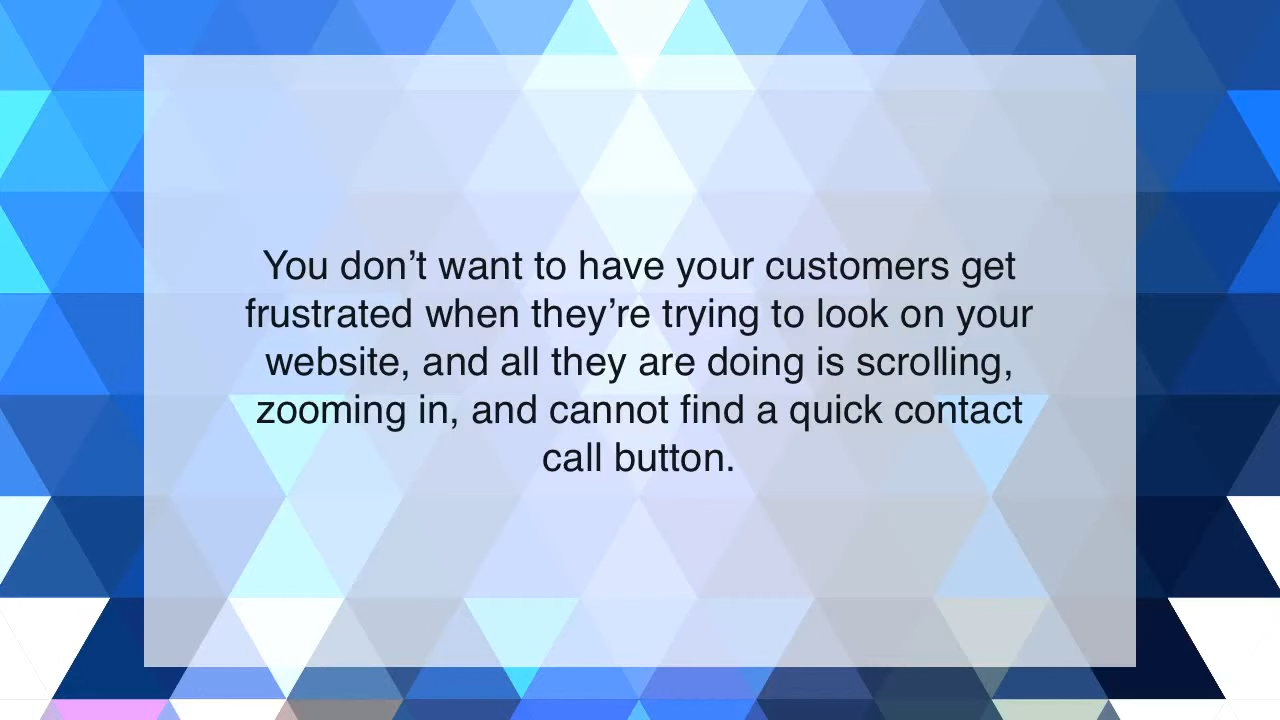 You don’t want to have your customers get
frustrated when they’re trying to look on your
website, and all they are doing is scrolling,
zooming in, and cannot find a quick contact
call button.